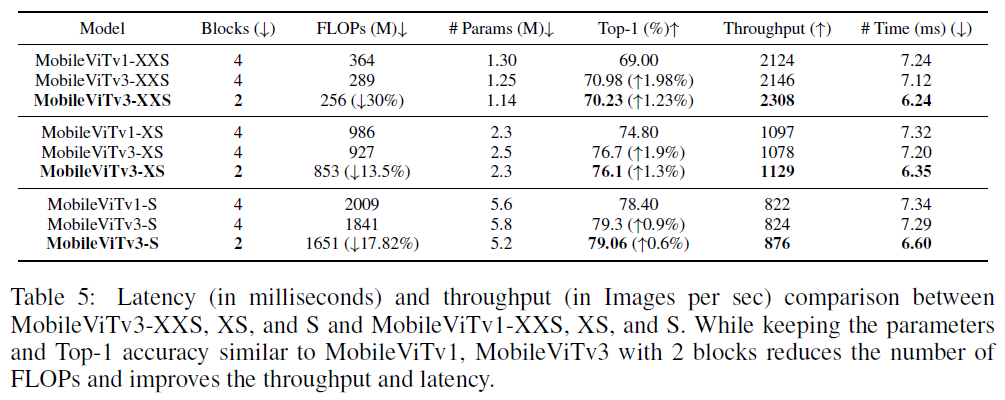 Model Blocks (↓) FLOPs (M)↓ # Params (M)↓ Top-1 (%)↑ Throughput (↑) # Time (ms) (↓)
MobileViTv1-XXS 4 364 1.30 69.00 2124 7.24
MobileViTv3-XXS 4 289 1.25 70.98 (↑1.98%) 2146 7.12
MobileViTv3-XXS 2 256 (↓30%) 1.14 70.23 (↑1.23%) 2308 6.24
MobileViTv1-XS 4 986 2.3 74.80 1097 7.32
MobileViTv3-XS 4 927 2.5 76.7 (↑1.9%) 1078 7.20
MobileViTv3-XS 2 853 (↓13.5%) 2.3 76.1 (↑1.3%) 1129 6.35
MobileViTv1-S 4 2009 5.6 78.40 822 7.34
MobileViTv3-S 4 1841 5.8 79.3 (↑0.9%) 824 7.29
MobileViTv3-S 2 1651 (↓17.82%) 5.2 79.06 (↑0.6%) 876 6.60
Table 5: Latency (in milliseconds) and throughput (in Images per sec) comparison between
MobileViTv3-XXS, XS, and S and MobileViTv1-XXS, XS, and S. While keeping the parameters
and Top-1 accuracy similar to MobileViTv1, MobileViTv3 with 2 blocks reduces the number of
FLOPs and improves the throughput and latency.